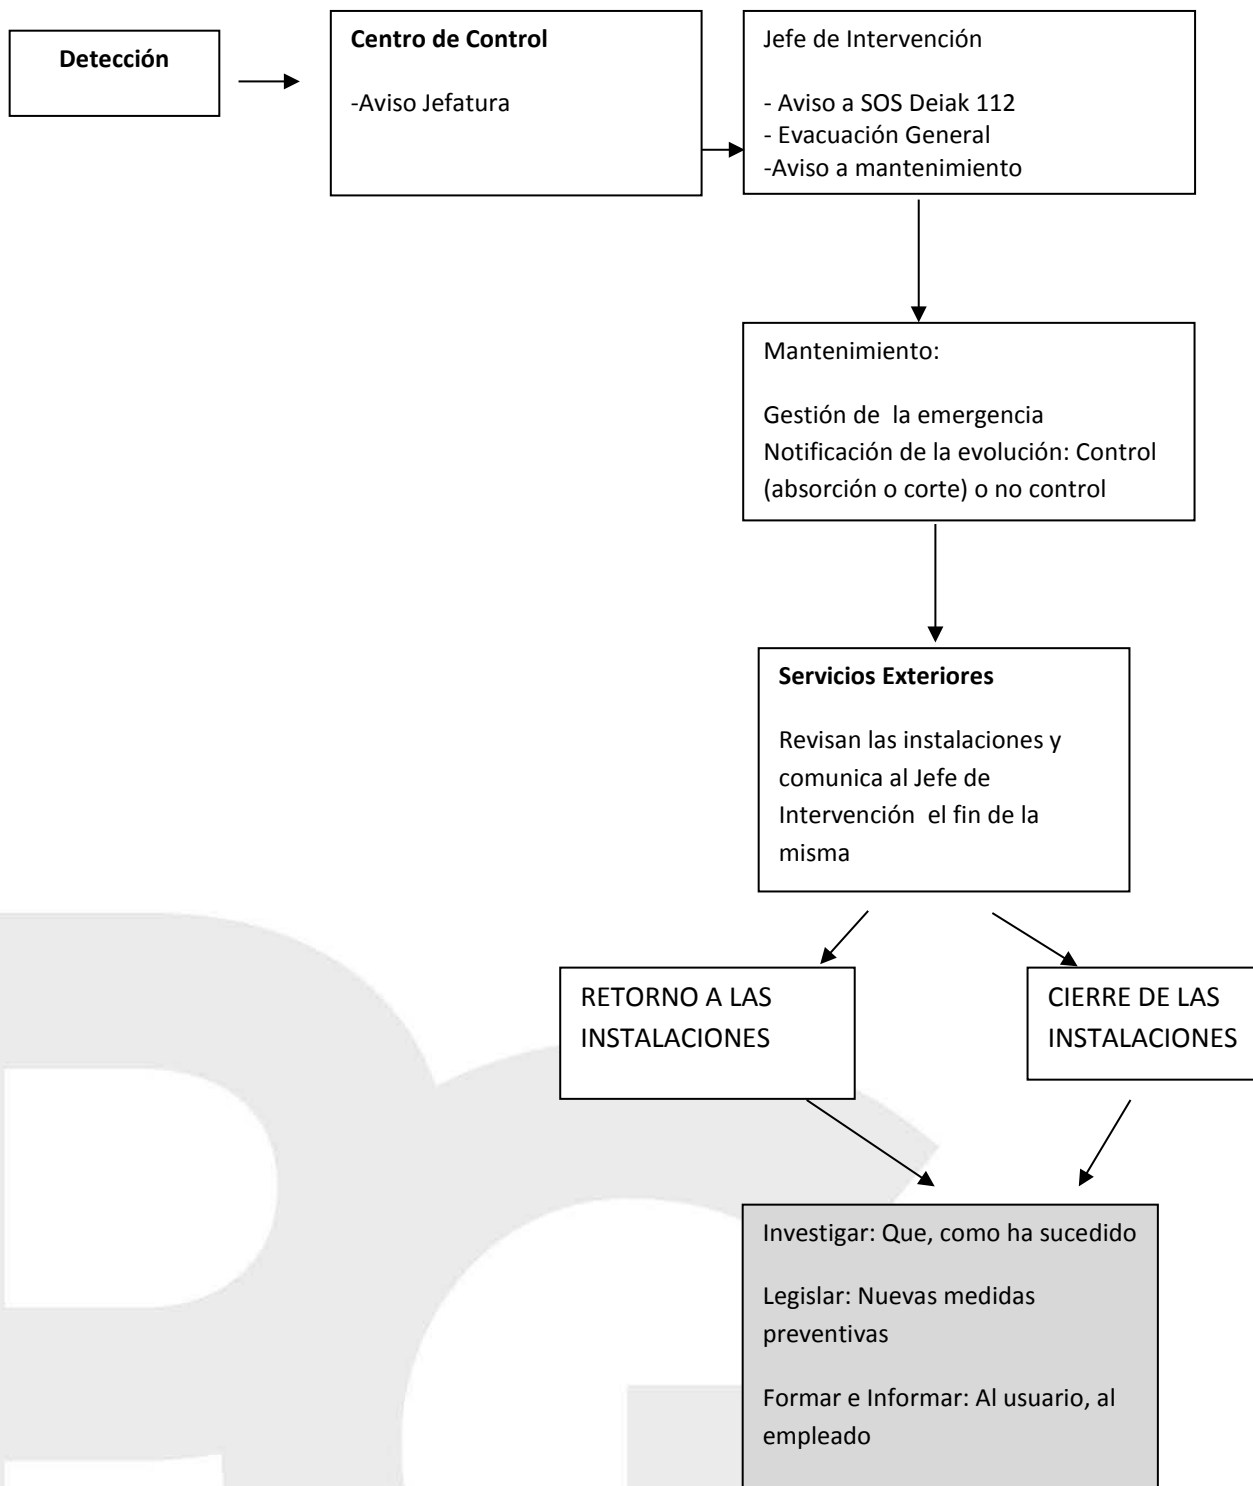 Detección
Centro de Control
-Aviso Jefatura
Jefe de Intervención
- Aviso a SOS Deiak 112
- Evacuación General
-Aviso a mantenimiento
Mantenimiento:
Gestión de  la emergencia
Notificación de la evolución: Control
(absorción o corte) o no control
Servicios Exteriores
Revisan las instalaciones y
comunica al Jefe de
Intervención  el fin de la
misma
RETORNO A LAS
INSTALACIONES
CIERRE DE LAS
INSTALACIONES
Investigar: Que, como ha sucedido
Legislar: Nuevas medidas
preventivas
Formar e Informar: Al usuario, al
empleado